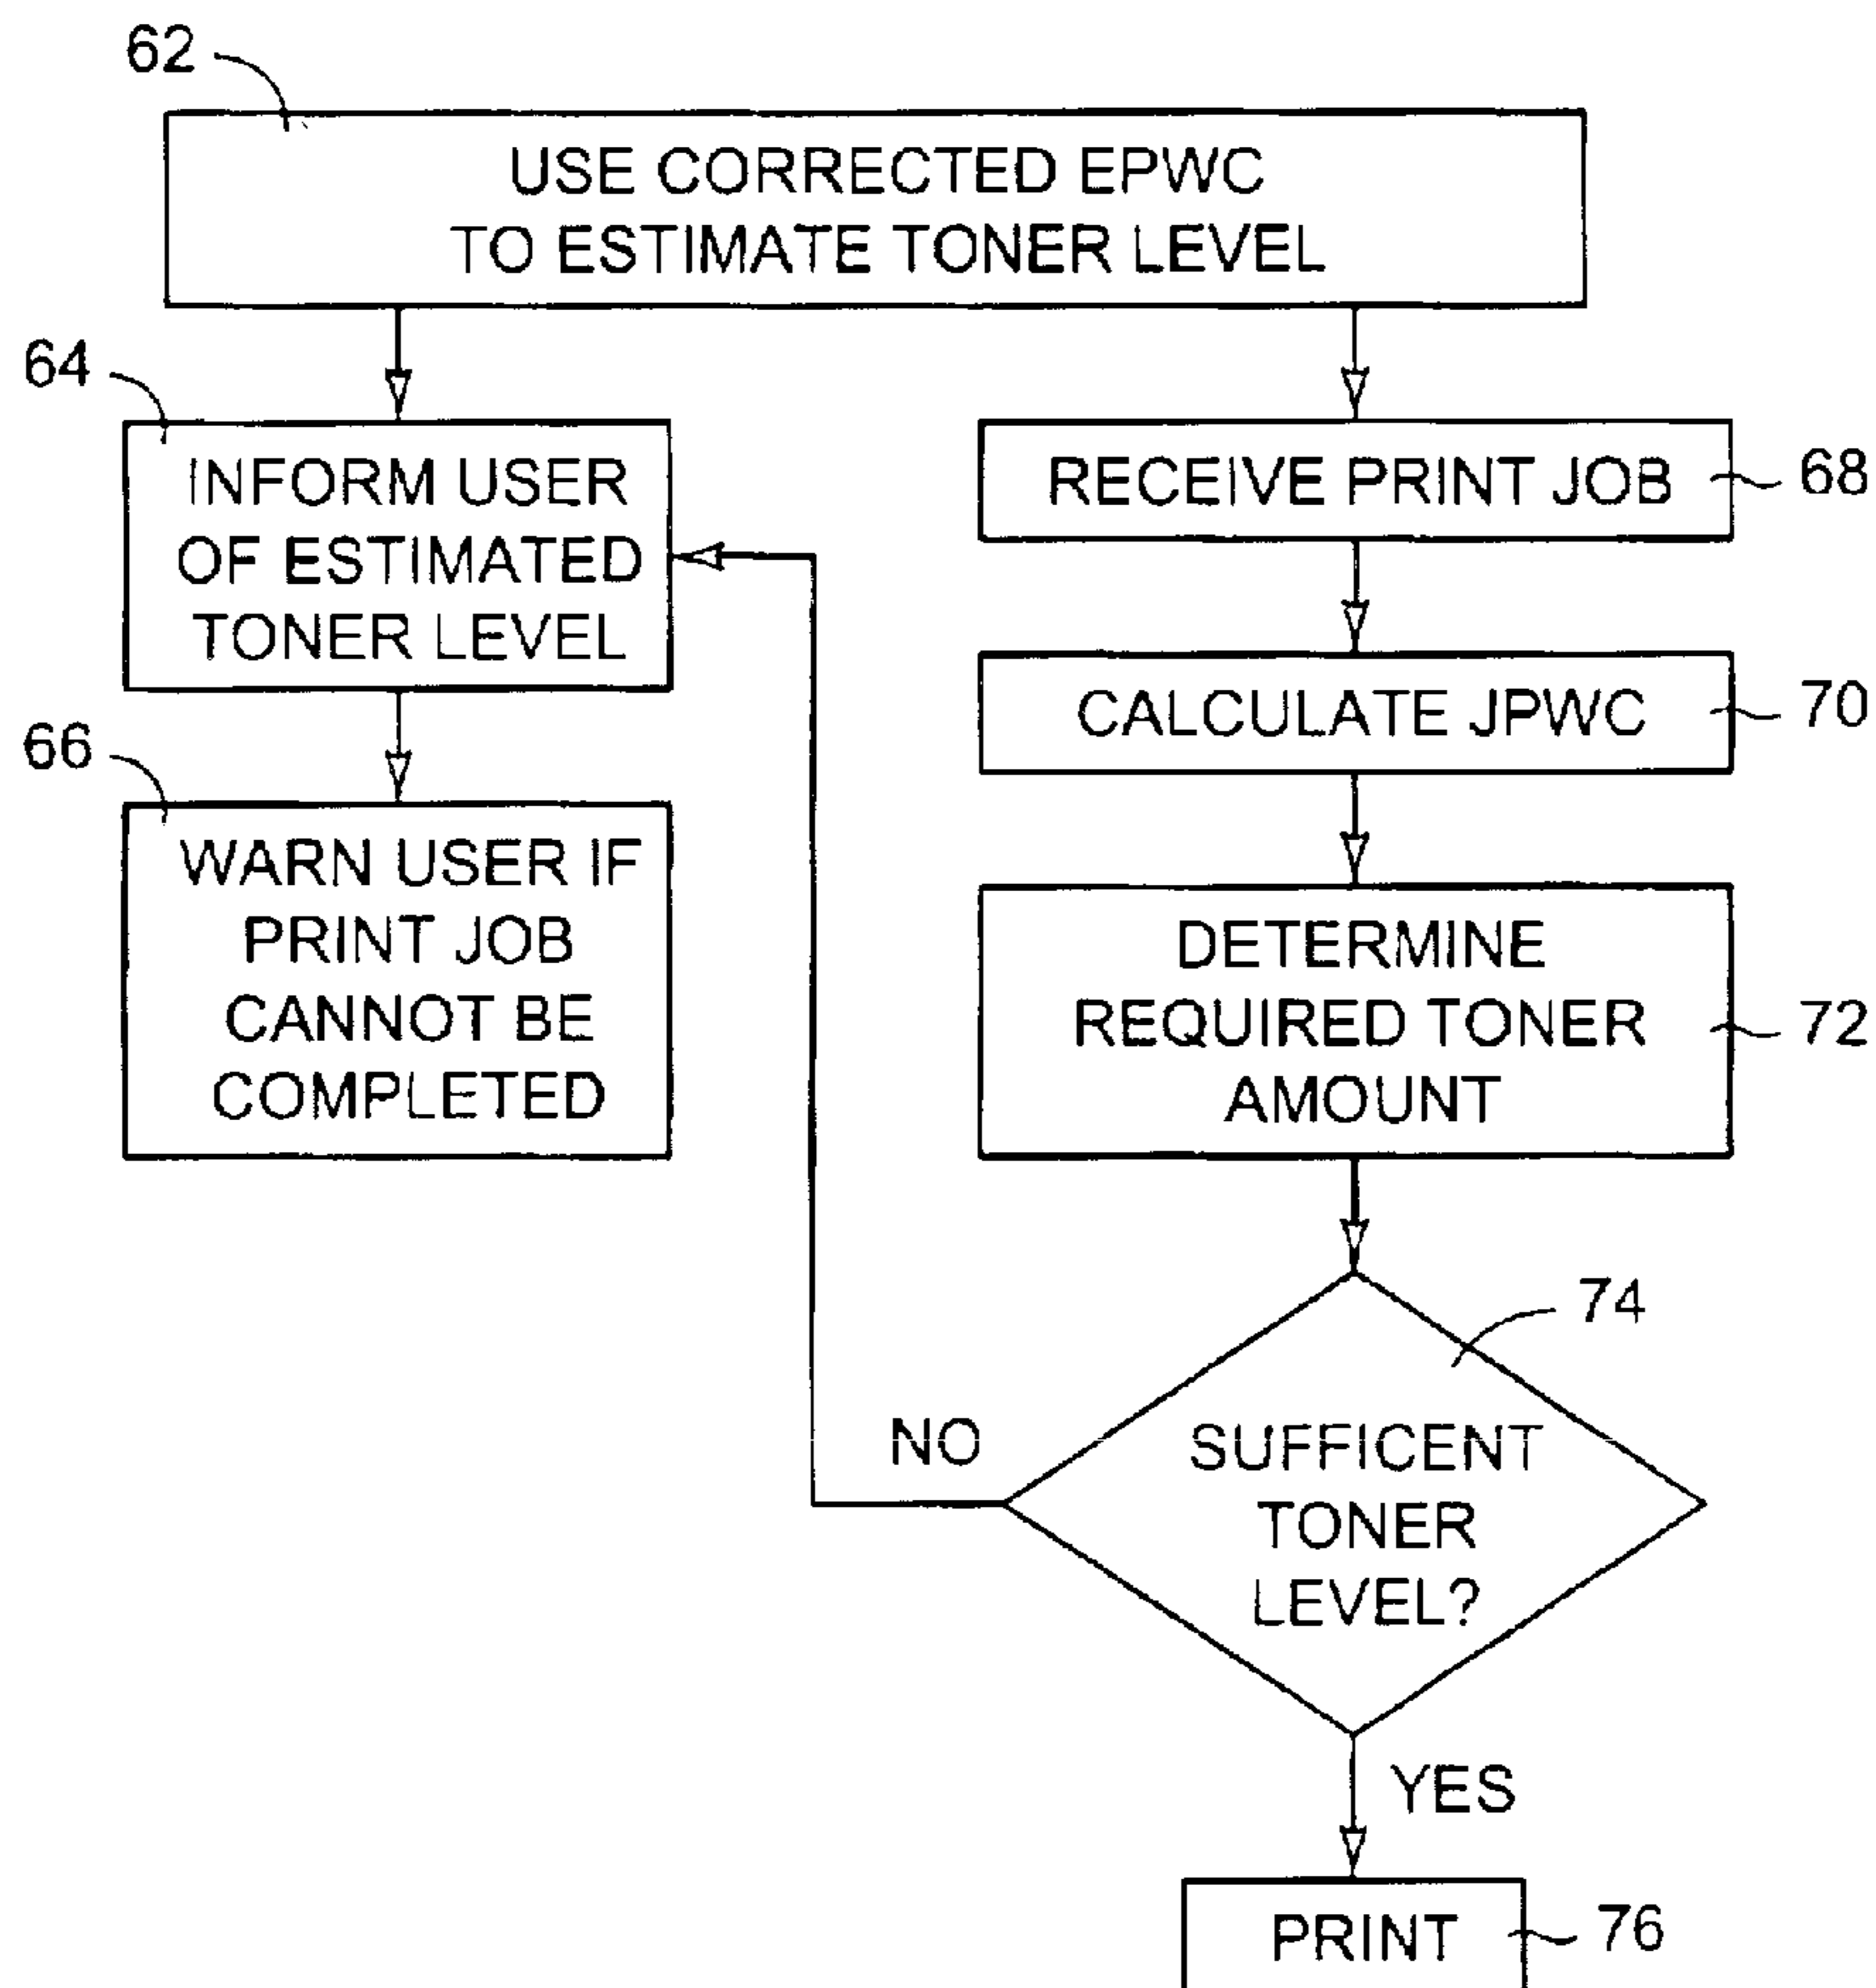 62
USE CORRECTED EPWC
TO ESTIMATE TONER LEVEL
64
INFORM USER
OF ESTIMATED
TONER LEVEL
66
WARN USER IF
PRINT JOB
CANNOT BE
COMPLETED
RECEIVE PRINT JOB
68
CALCULATE JPWC
70
DETERMINE
REQUIRED TONER
AMOUNT
72
74
SUFFICENT
TONER
LEVEL?
NO
YES
PRINT
76